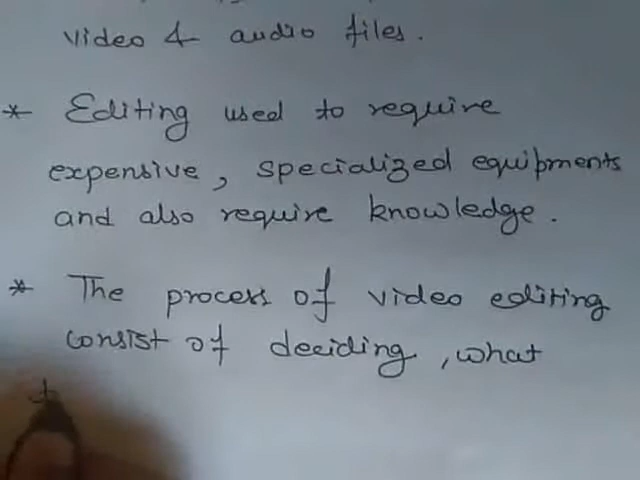 video & audio files.
* Editing used to require
expensive, specialized equipments
and also require knowledge.
* The process of video editing
consist of deciding, what
t